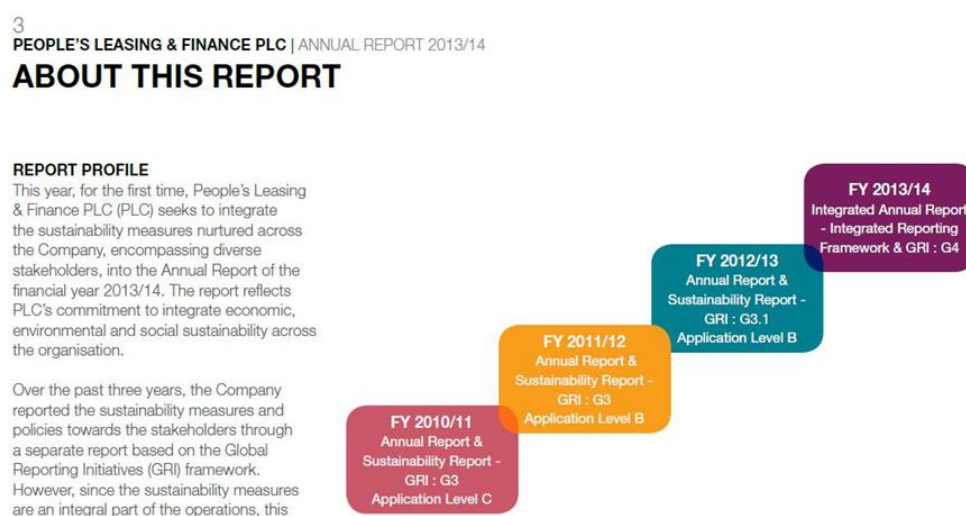 3
PEOPLE'S LEASING & FINANCE PLC | ANNUAL REPORT 2013/14
ABOUT THIS REPORT
REPORT PROFILE
This year, for the first time, People's Leasing
& Finance PLC (PLC) seeks to integrate
the sustainability measures nurtured across
the Company, encompassing diverse
stakeholders, into the Annual Report of the
financial year 2013/14. The report reflects
PLC's commitment to integrate economic,
environmental and social sustainability across
the organisation.
Over the past three years, the Company
reported the sustainability measures and
policies towards the stakeholders through
a separate report based on the Global
Reporting Initiatives (GRI) framework.
However, since the sustainability measures
are an integral part of the operations, this
FY 2010/11
Annual Report &
Sustainability Report -
GRI : G3
Application Level C
FY 2011/12
Annual Report &
Sustainability Report -
GRI : G3
Application Level B
FY 2012/13
Annual Report &
Sustainability Report -
GRI : G3.1
Application Level B
FY 2013/14
Integrated Annual Report
- Integrated Reporting
Framework & GRI : G4